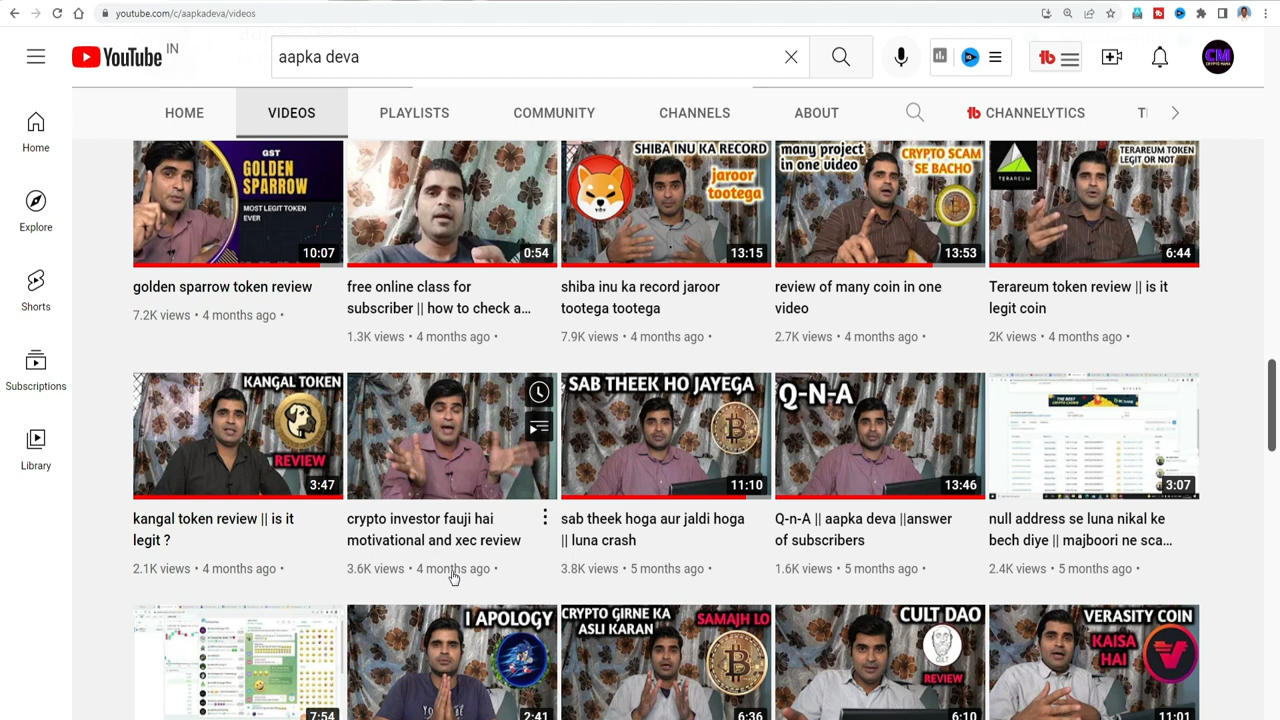 youtube.com/c/aapkadeva/videos
YouTube IN
aapka deva
tb
CM
HOME
VIDEOS
PLAYLISTS
COMMUNITY
CHANNELS
ABOUT
tb CHANNELYTICS
Home
Explore
Shorts
Subscriptions
Library
GST
GOLDEN
SPARROW
MOST LEGIT TOKEN
EVER
10:07
golden sparrow token review
7.2K views • 4 months ago •
0:54
free online class for
subscriber || how to check a...
1.3K views • 4 months ago •
SHIBA INU KA RECORD
jaroor
tootega
13:15
shiba inu ka record jaroor
tootega tootega
7.9K views • 4 months ago •
many project
in one video
CRYPTO SCAM
SE BACHO
13:53
review of many coin in one
video
2.7K views • 4 months ago •
TERAREUM
TERAREUM TOKEN
LEGIT OR NOT
6:44
Terareum token review || is it
legit coin
2K views • 4 months ago •
KANGAL TOKEN
REVIEW
3:47
kangal token review || is it
legit ?
2.1K views • 4 months ago •
crypto investor fauji hai
motivational and xec review
3.6K views • 4 months ago •
SAB THEEK HO JAYEGA
11:10
sab theek hoga aur jaldi hoga
|| luna crash
3.8K views • 5 months ago •
Q-N-A
13:46
Q-n-A || aapka deva ||answer
of subscribers
1.6K views • 5 months ago •
3:07
null address se luna nikal ke
bech diye || majboori ne sca...
2.4K views • 5 months ago •
7:54
I APOLOGY
2:41
CRYPTO GIRNE KA
ASLI KARAN
SAMAJH LO
6:36
CULT DAO
REVIEW
6:10
VERASITY COIN
KAISA
HAI
11:01